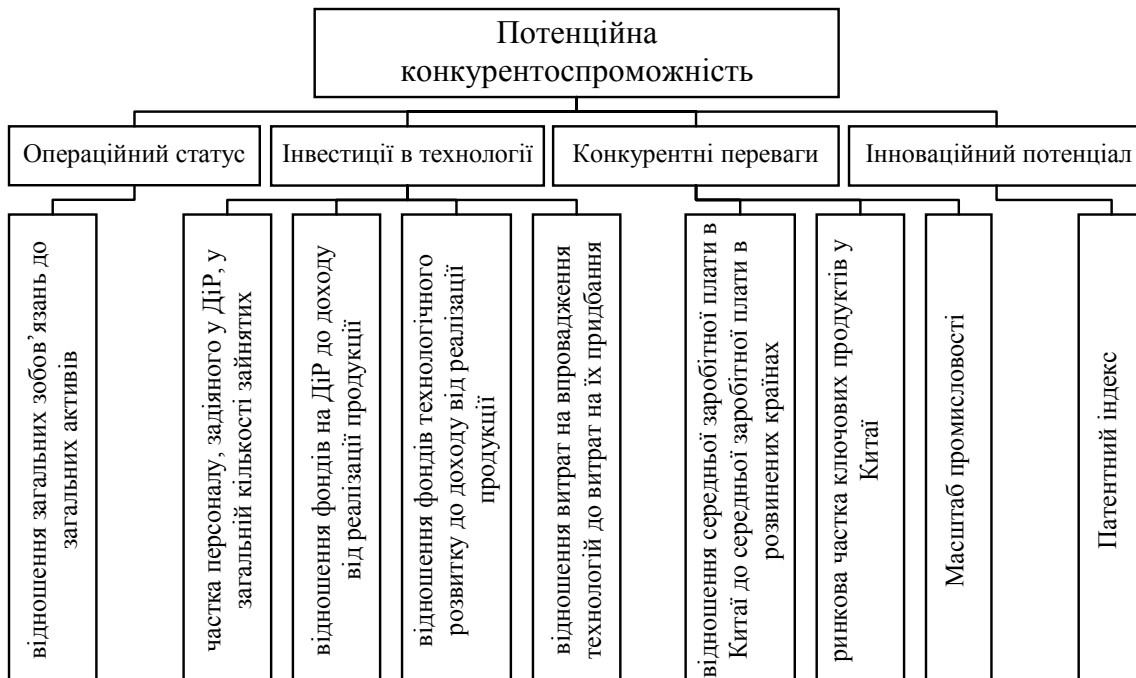 Потенційна
конкурентоспроможність
Операційний статус
Інвестиції в технології
Конкурентні переваги
Інноваційний потенціал
відношення загальних зобов’язань до
загальних активів
частка персоналу, задіяного у ДіР, у
загальній кількості зайнятих
відношення фондів на ДіР до доходу
від реалізації продукції
відношення фондів технологічного
розвитку до доходу від реалізації
продукції
відношення витрат на впровадження
технологій до витрат на їх придбання
відношення середньої заробітної плати в
Китаї до середньої заробітної плати в
розвинених країнах
ринкова частка ключових продуктів у
Китаї
Масштаб промисловості
Патентний індекс